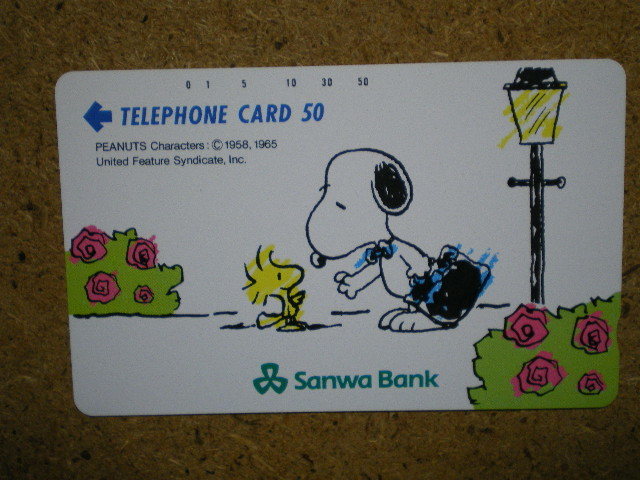 0 1 5 10 30 50
TELEPHONE CARD 50
PEANUTS Characters: © 1958, 1965
United Feature Syndicate, Inc.
Sanwa Bank